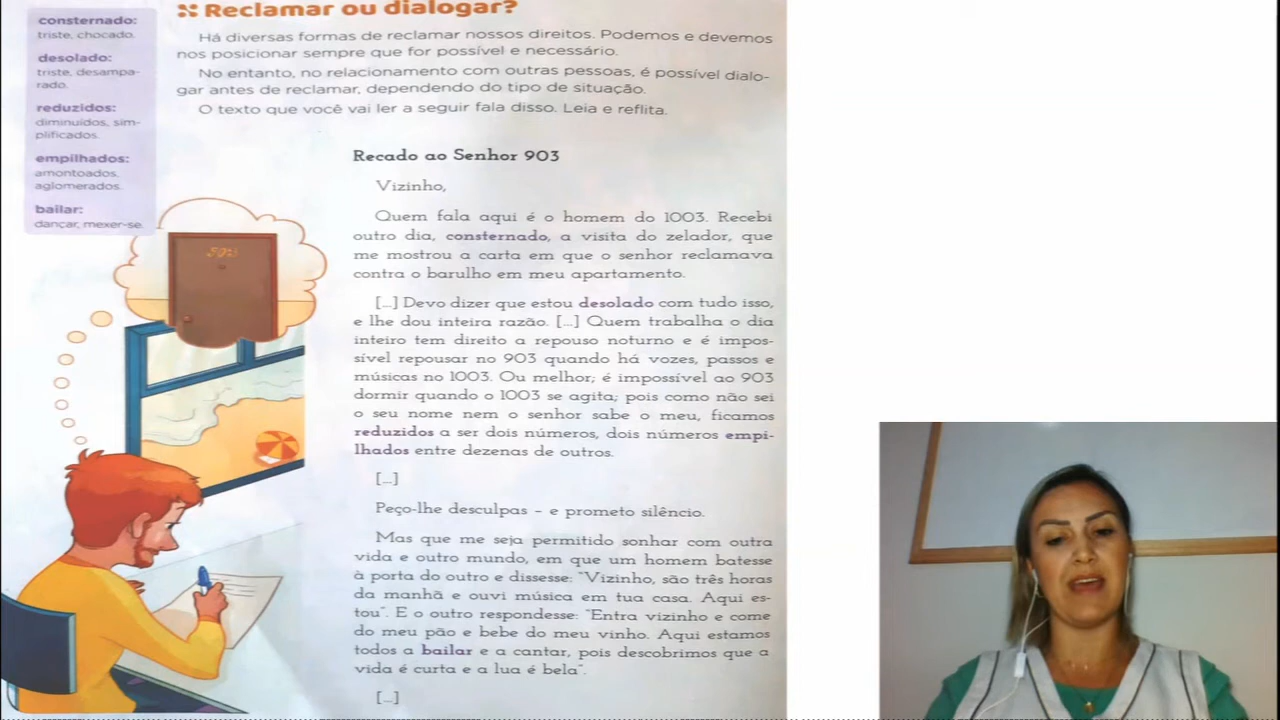 consternado:
triste, chocado.
desolado:
triste, desampa-
rado.
reduzidos:
diminuídos, sim-
plificados.
empilhados:
amontoados,
aglomerados.
bailar:
dançar, mexer-se.
Reclamar ou dialogar?
Há diversas formas de reclamar nossos direitos. Podemos e devemos
nos posicionar sempre que for possível e necessário.
No entanto, no relacionamento com outras pessoas, é possível dialo-
gar antes de reclamar, dependendo do tipo de situação.
O texto que você vai ler a seguir fala disso. Leia e reflita.
Recado ao Senhor 903
Vizinho,
Quem fala aqui é o homem do 1003. Recebi
outro dia, consternado, a visita do zelador, que
me mostrou a carta em que o senhor reclamava
contra o barulho em meu apartamento.
[...] Devo dizer que estou desolado com tudo isso,
e lhe dou inteira razão. [...] Quem trabalha o dia
inteiro tem direito a repouso noturno e é impos-
sível repousar no 903 quando há vozes, passos e
músicas no 1003. Ou melhor; é impossível ao 903
dormir quando o 1003 se agita; pois como não sei
o seu nome nem o senhor sabe o meu, ficamos
reduzidos a ser dois números, dois números empi-
lhados entre dezenas de outros.
[...]
Peço-lhe desculpas – e prometo silêncio.
Mas que me seja permitido sonhar com outra
vida e outro mundo, em que um homem batesse
à porta do outro e dissesse: "Vizinho, são três horas
da manhã e ouvi música em tua casa. Aqui es-
tou". E o outro respondesse: "Entra vizinho e come
do meu pão e bebe do meu vinho. Aqui estamos
todos a bailar e a cantar, pois descobrimos que a
vida é curta e a lua é bela".
[...]